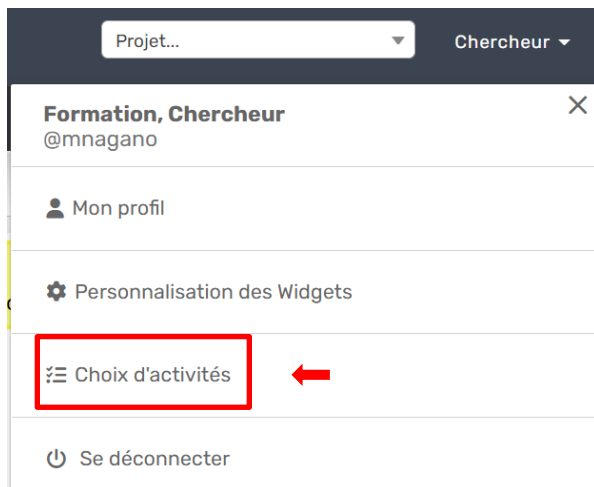 Projet...
Chercheur
Formation, Chercheur
@mnagano
Mon profil
Personnalisation des Widgets
Choix d'activités
Se déconnecter